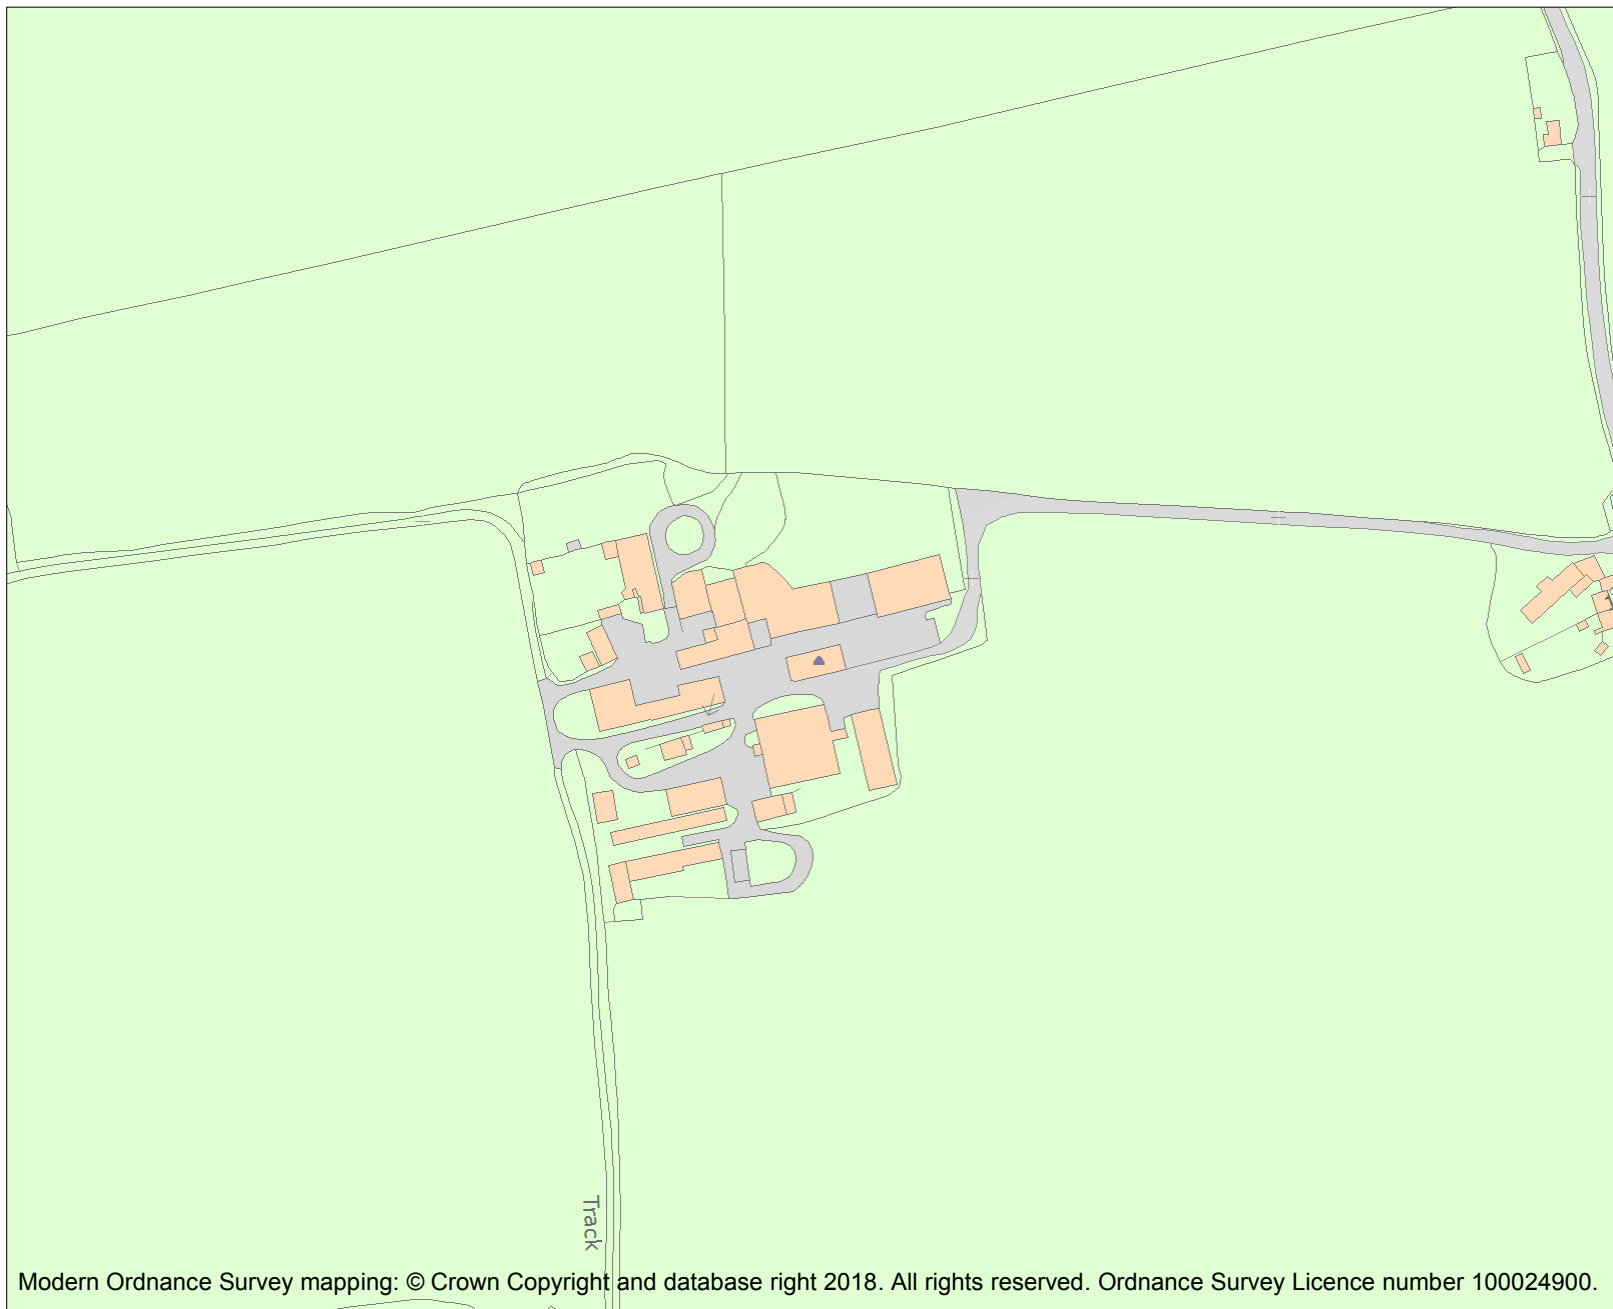 Track
Modern Ordnance Survey mapping: © Crown Copyright and database right 2018. All rights reserved. Ordnance Survey Licence number 100024900.